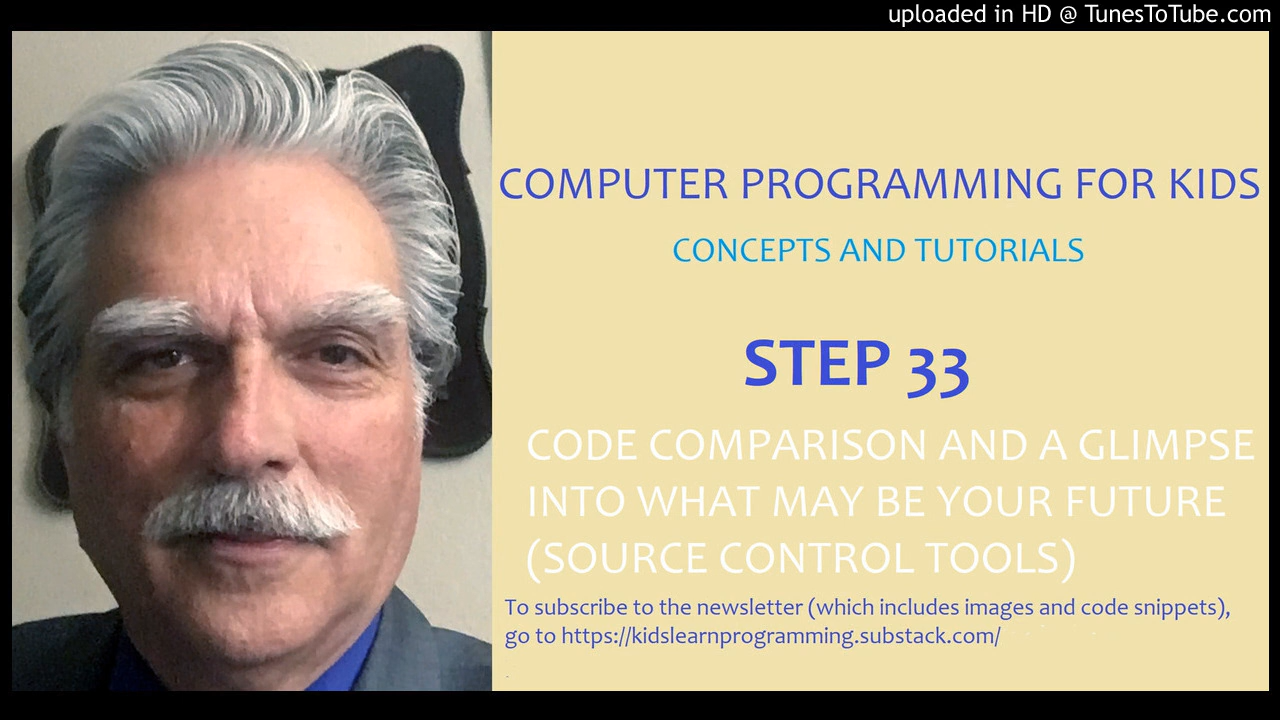 uploaded in HD @ TunesToTube.com
COMPUTER PROGRAMMING FOR KIDS
CONCEPTS AND TUTORIALS
STEP 33
CODE COMPARISON AND A GLIMPSE
INTO WHAT MAY BE YOUR FUTURE
(SOURCE CONTROL TOOLS)
To subscribe to the newsletter (which includes images and code snippets),
go to https://kidslearnprogramming.substack.com/